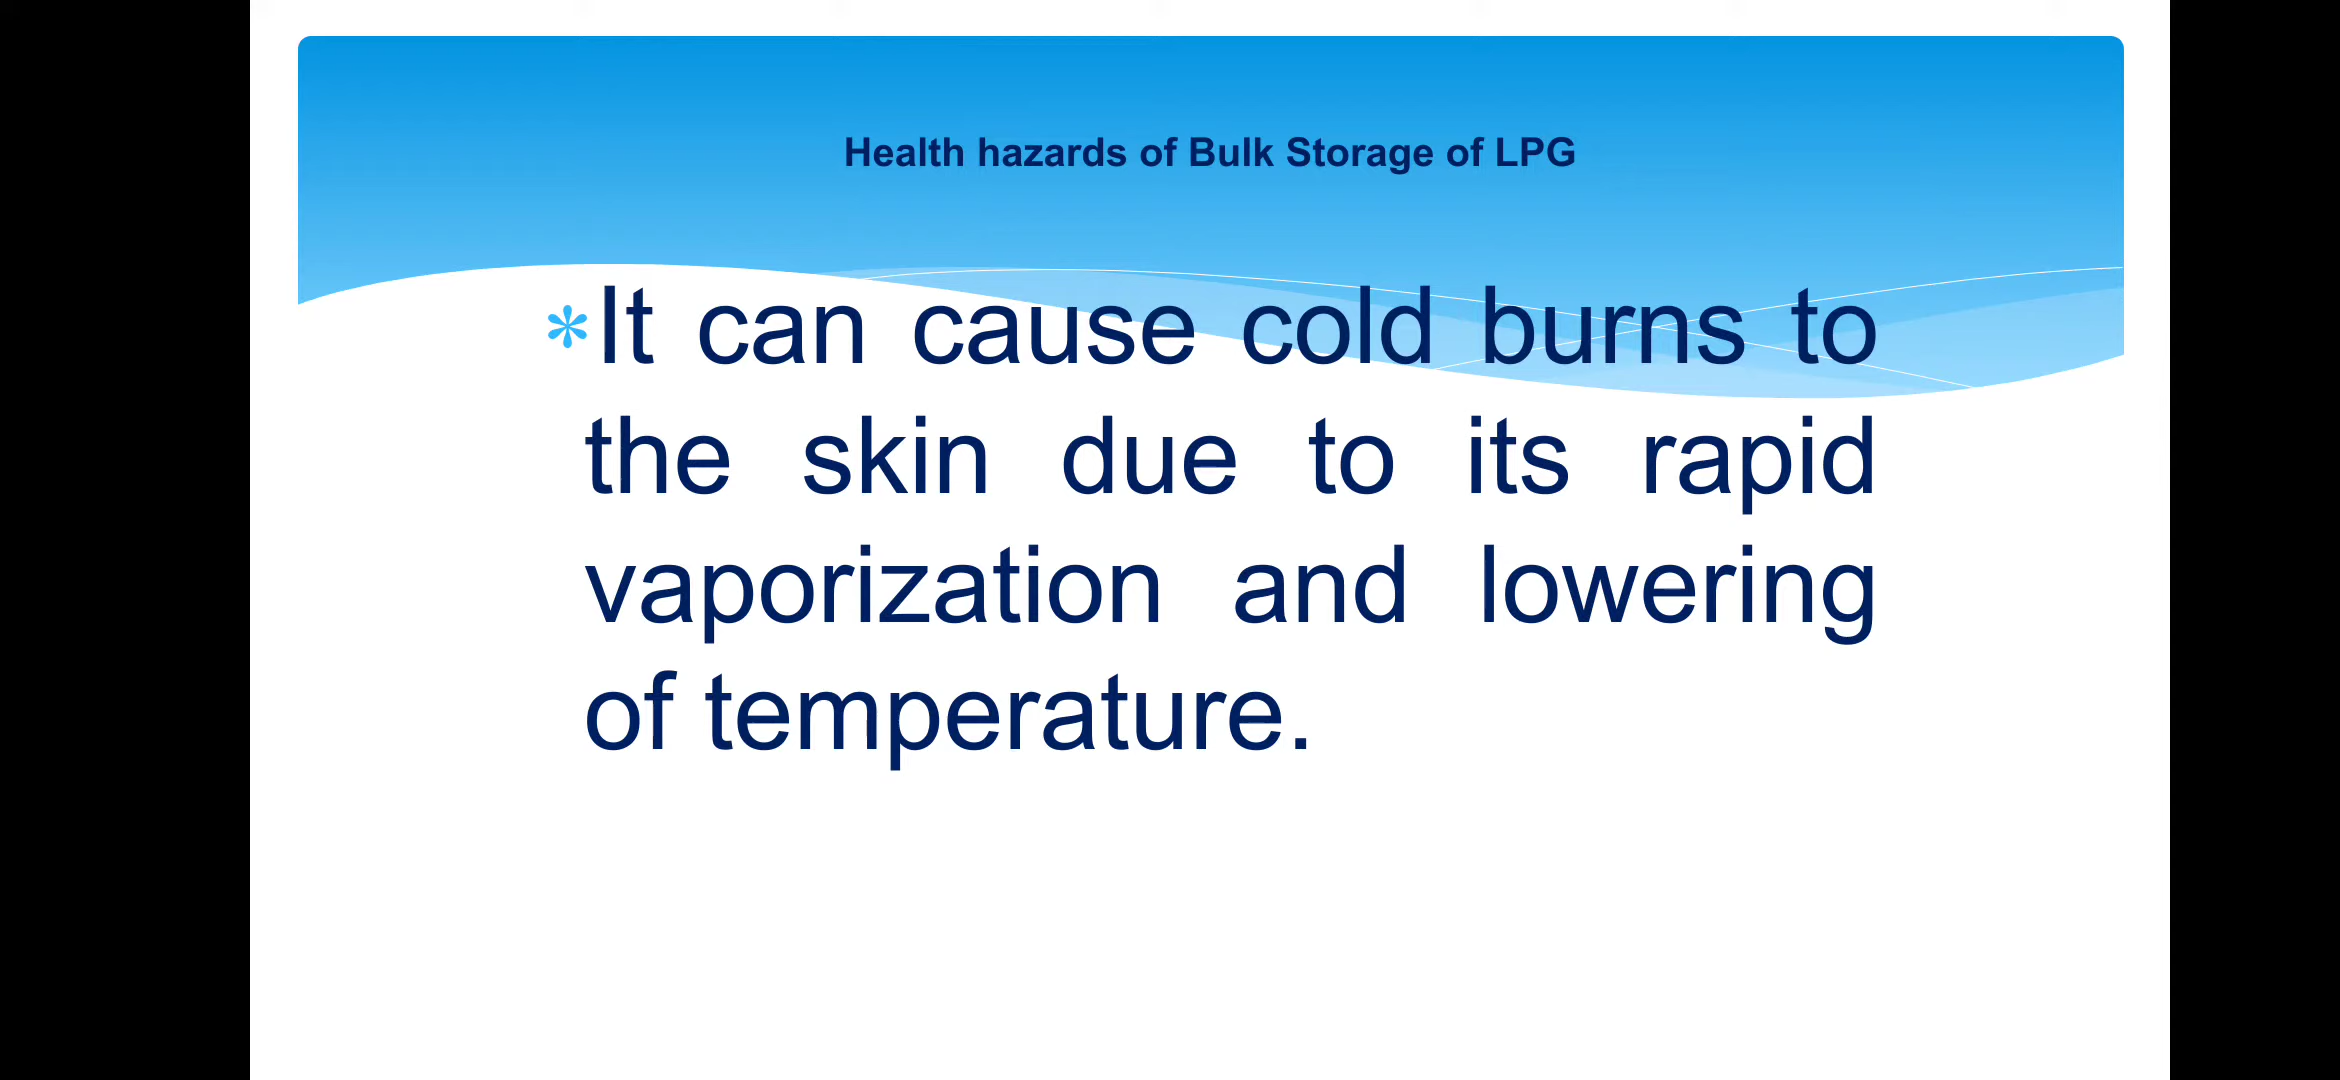 Health hazards of Bulk Storage of LPG
*It can cause cold burns to
the skin due to its rapid
vaporization and lowering
of temperature.